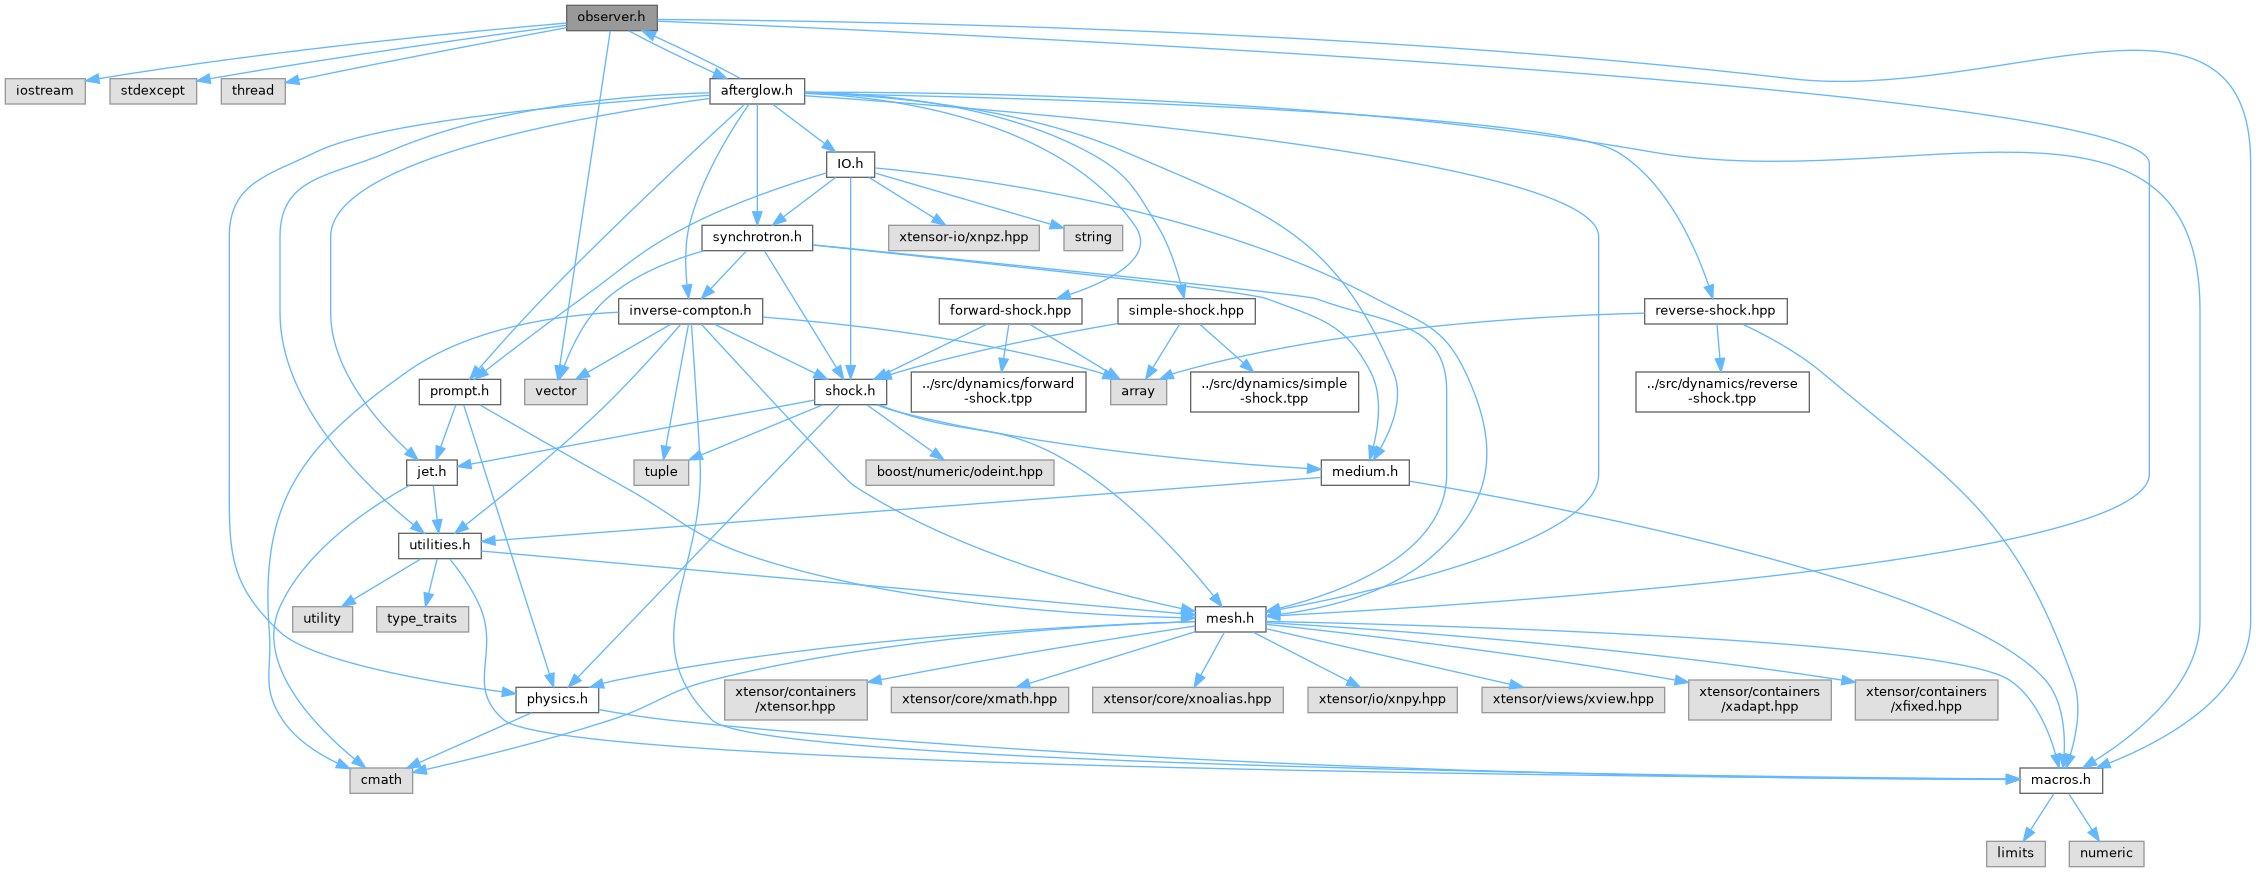 observer.h
iostream
stdexcept
thread
afterglow.h
IO.h
synchrotron.h
xtensor-io/xnpz.hpp
string
inverse-compton.h
forward-shock.hpp
simple-shock.hpp
reverse-shock.hpp
prompt.h
vector
shock.h
../src/dynamics/forward
-shock.tpp
array
../src/dynamics/simple
-shock.tpp
../src/dynamics/reverse
-shock.tpp
jet.h
tuple
boost/numeric/odeint.hpp
medium.h
utilities.h
utility
type_traits
mesh.h
physics.h
xtensor/containers
/xtensor.hpp
xtensor/core/xmath.hpp
xtensor/core/xnoalias.hpp
xtensor/io/xnpy.hpp
xtensor/views/xview.hpp
xtensor/containers
/xadapt.hpp
xtensor/containers
/xfixed.hpp
cmath
macros.h
limits
numeric